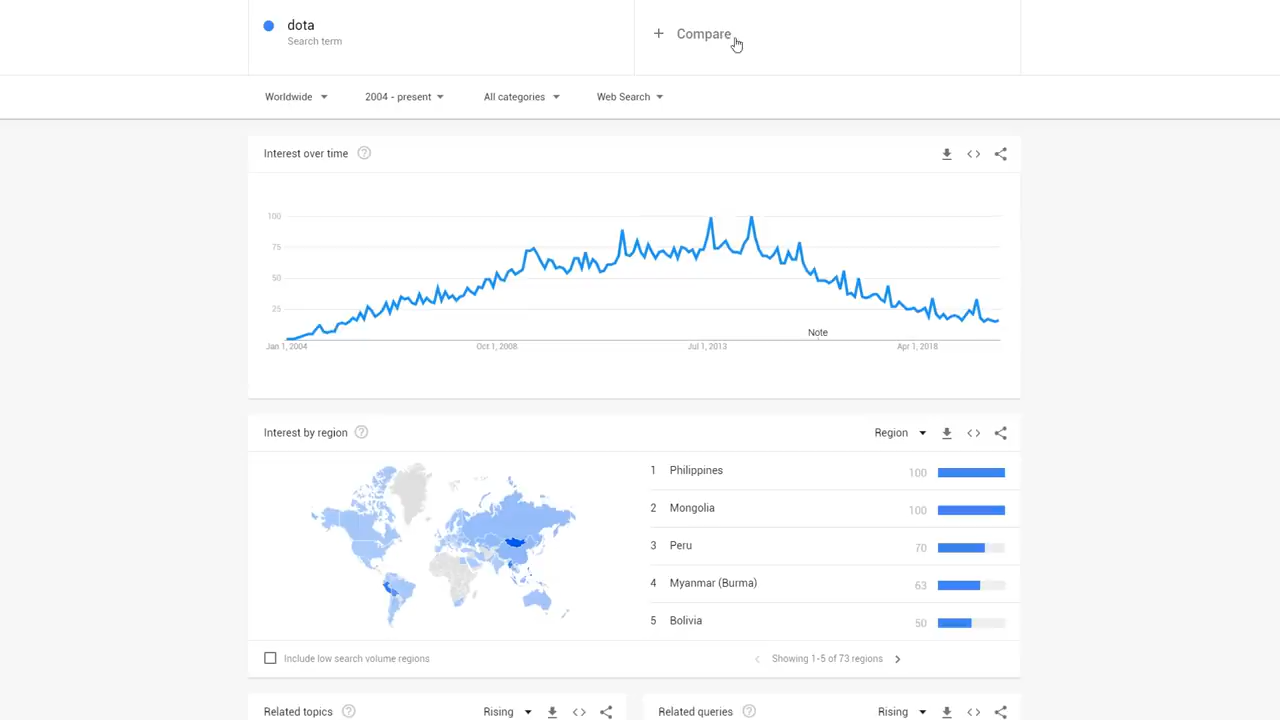 dota
Search term
+ Compare
Worldwide
2004 - present
All categories
Web Search
Interest over time ?
< >
100
75
50
25
Note
Jan 1, 2004
Oct 1, 2008
Jul 1, 2013
Apr 1, 2018
Interest by region ?
Region
< >
1 Philippines 100
2 Mongolia 100
3 Peru 70
4 Myanmar (Burma) 63
5 Bolivia 50
Include low search volume regions
Showing 1-5 of 73 regions
Related topics ?
Rising
< >
Related queries ?
Rising
< >